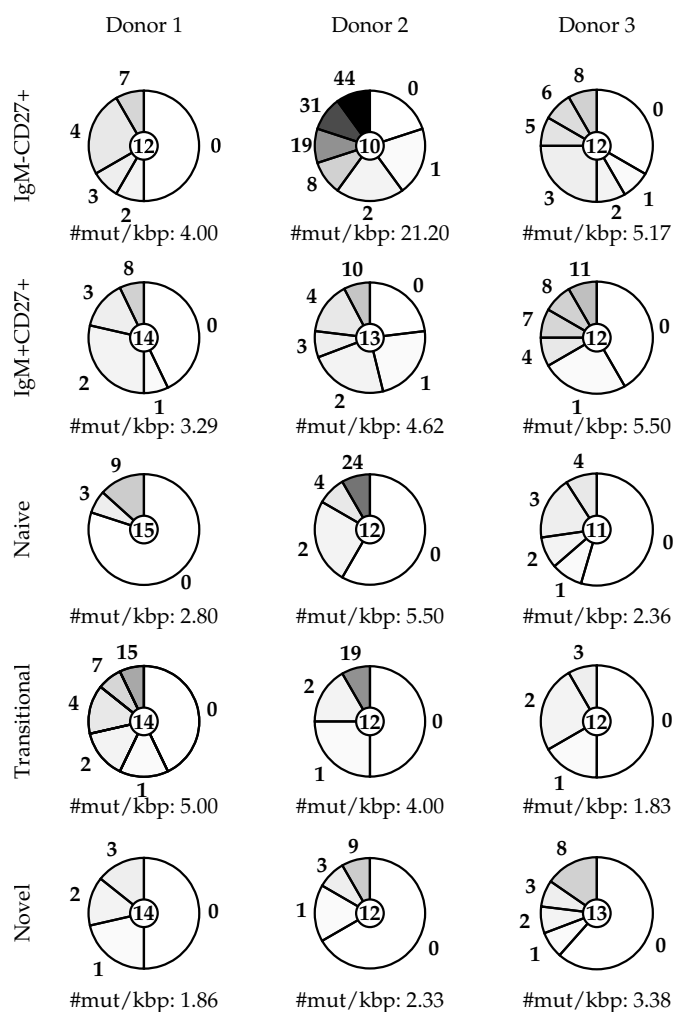 Donor 1 Donor 2 Donor 3
IgM-CD27+
7 4 3 2 0 12
44 31 19 8 2 1 0 10
8 6 5 3 2 1 0 12
#mut/kbp: 4.00 #mut/kbp: 21.20 #mut/kbp: 5.17
IgM+CD27+
8 3 2 1 0 14
10 4 3 2 1 0 13
11 8 7 4 1 0 12
#mut/kbp: 3.29 #mut/kbp: 4.62 #mut/kbp: 5.50
Naive
9 3 0 15
24 4 2 0 12
4 3 2 1 0 11
#mut/kbp: 2.80 #mut/kbp: 5.50 #mut/kbp: 2.36
Transitional
15 7 4 2 1 0 14
19 2 1 0 12
3 2 1 0 12
#mut/kbp: 5.00 #mut/kbp: 4.00 #mut/kbp: 1.83
Novel
3 2 1 0 14
9 3 1 0 12
8 3 2 1 0 13
#mut/kbp: 1.86 #mut/kbp: 2.33 #mut/kbp: 3.38